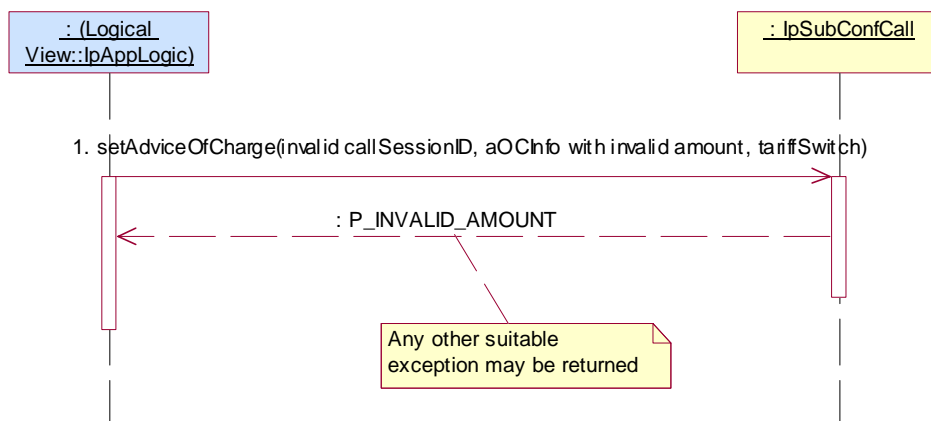 : (Logical
View::IpAppLogic)
: IpSubConfCall
1. setAdviceOfCharge(invalid callSessionID, aOCInfo with invalid amount, tariffSwitch)
: P_INVALID_AMOUNT
Any other suitable
exception may be returned